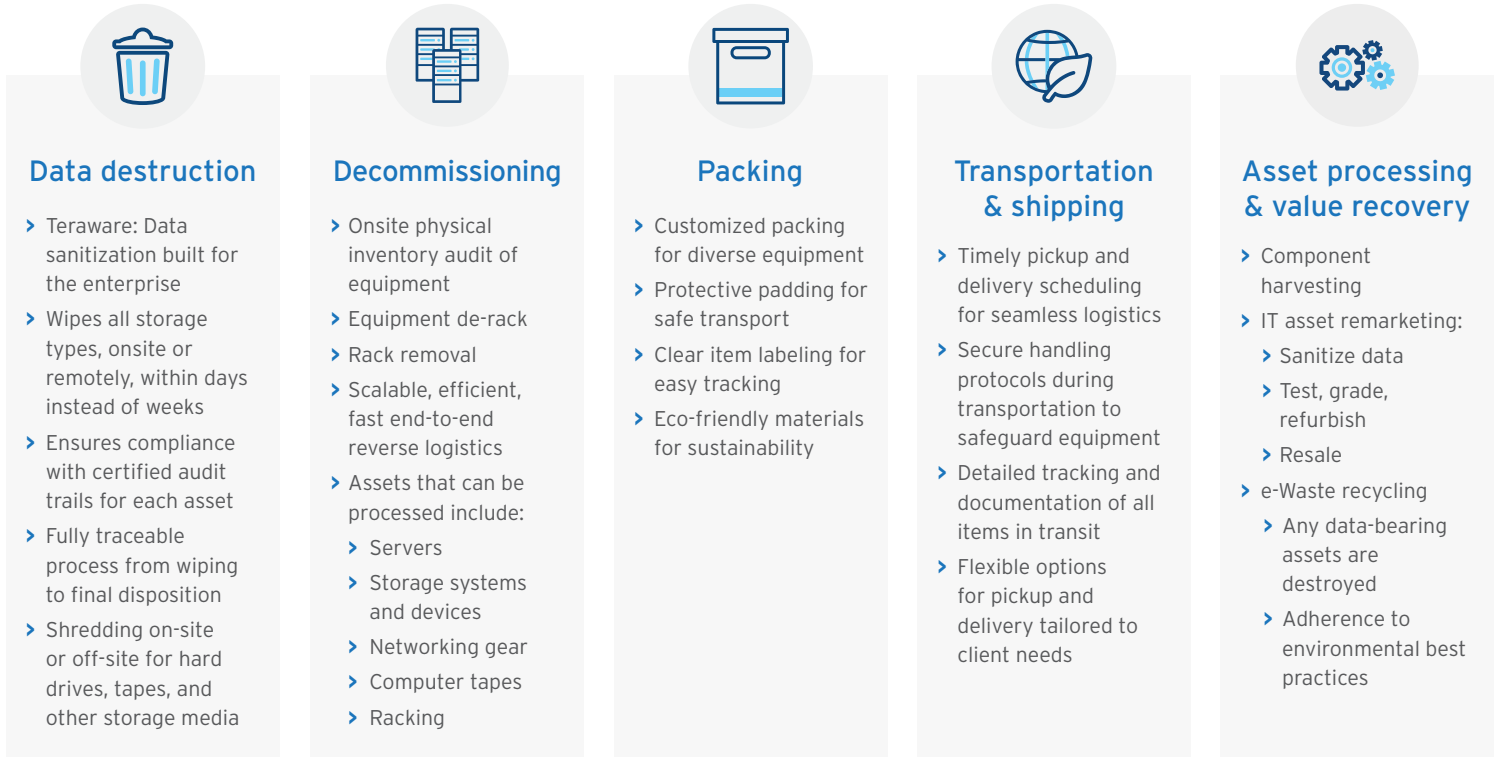 Data destruction
> Teraware: Data
sanitization built for
the enterprise
> Wipes all storage
types, onsite or
remotely, within days
instead of weeks
> Ensures compliance
with certified audit
trails for each asset
> Fully traceable
process from wiping
to final disposition
> Shredding on-site
or off-site for hard
drives, tapes, and
other storage media
Decommissioning
> Onsite physical
inventory audit of
equipment
> Equipment de-rack
> Rack removal
> Scalable, efficient,
fast end-to-end
reverse logistics
> Assets that can be
processed include:
> Servers
> Storage systems
and devices
> Networking gear
> Computer tapes
> Racking
Packing
> Customized packing
for diverse equipment
> Protective padding for
safe transport
> Clear item labeling for
easy tracking
> Eco-friendly materials
for sustainability
Transportation
& shipping
> Timely pickup and
delivery scheduling
for seamless logistics
> Secure handling
protocols during
transportation to
safeguard equipment
> Detailed tracking and
documentation of all
items in transit
> Flexible options
for pickup and
delivery tailored to
client needs
Asset processing
& value recovery
> Component
harvesting
> IT asset remarketing:
> Sanitize data
> Test, grade,
refurbish
> Resale
> e-Waste recycling
> Any data-bearing
assets are
destroyed
> Adherence to
environmental best
practices